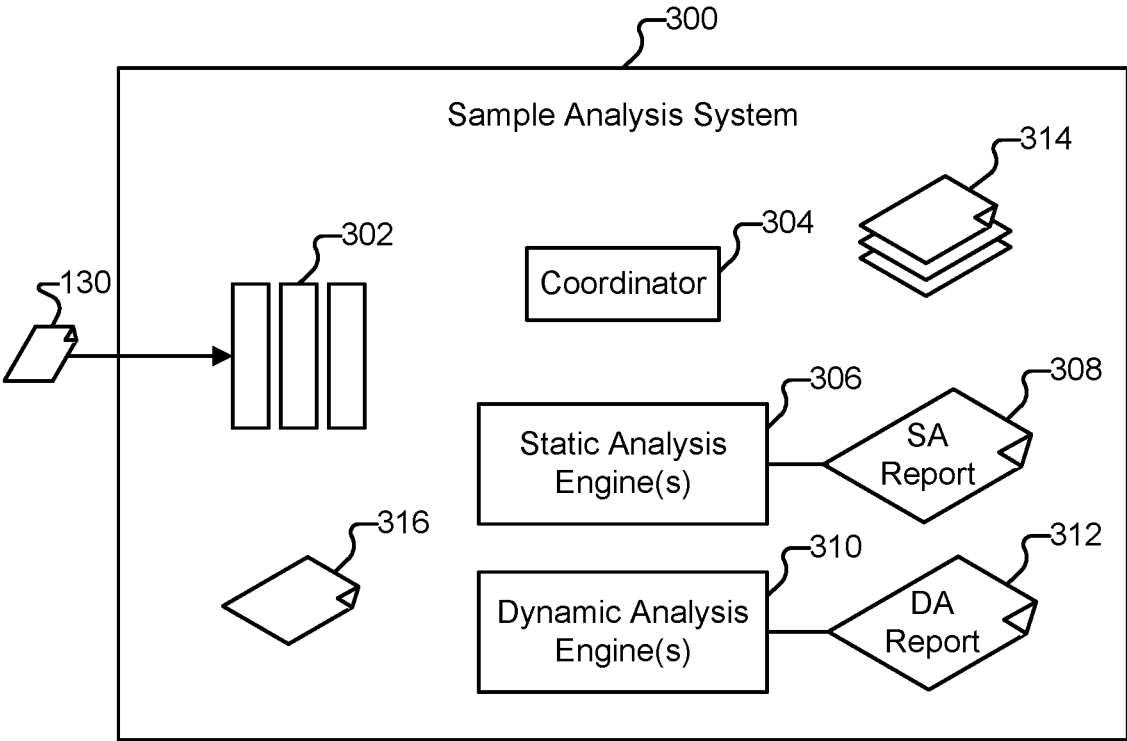 300
Sample Analysis System
314
302
304
130
Coordinator
306
308
Static Analysis
Engine(s)
SA
Report
316
310
312
Dynamic Analysis
Engine(s)
DA
Report